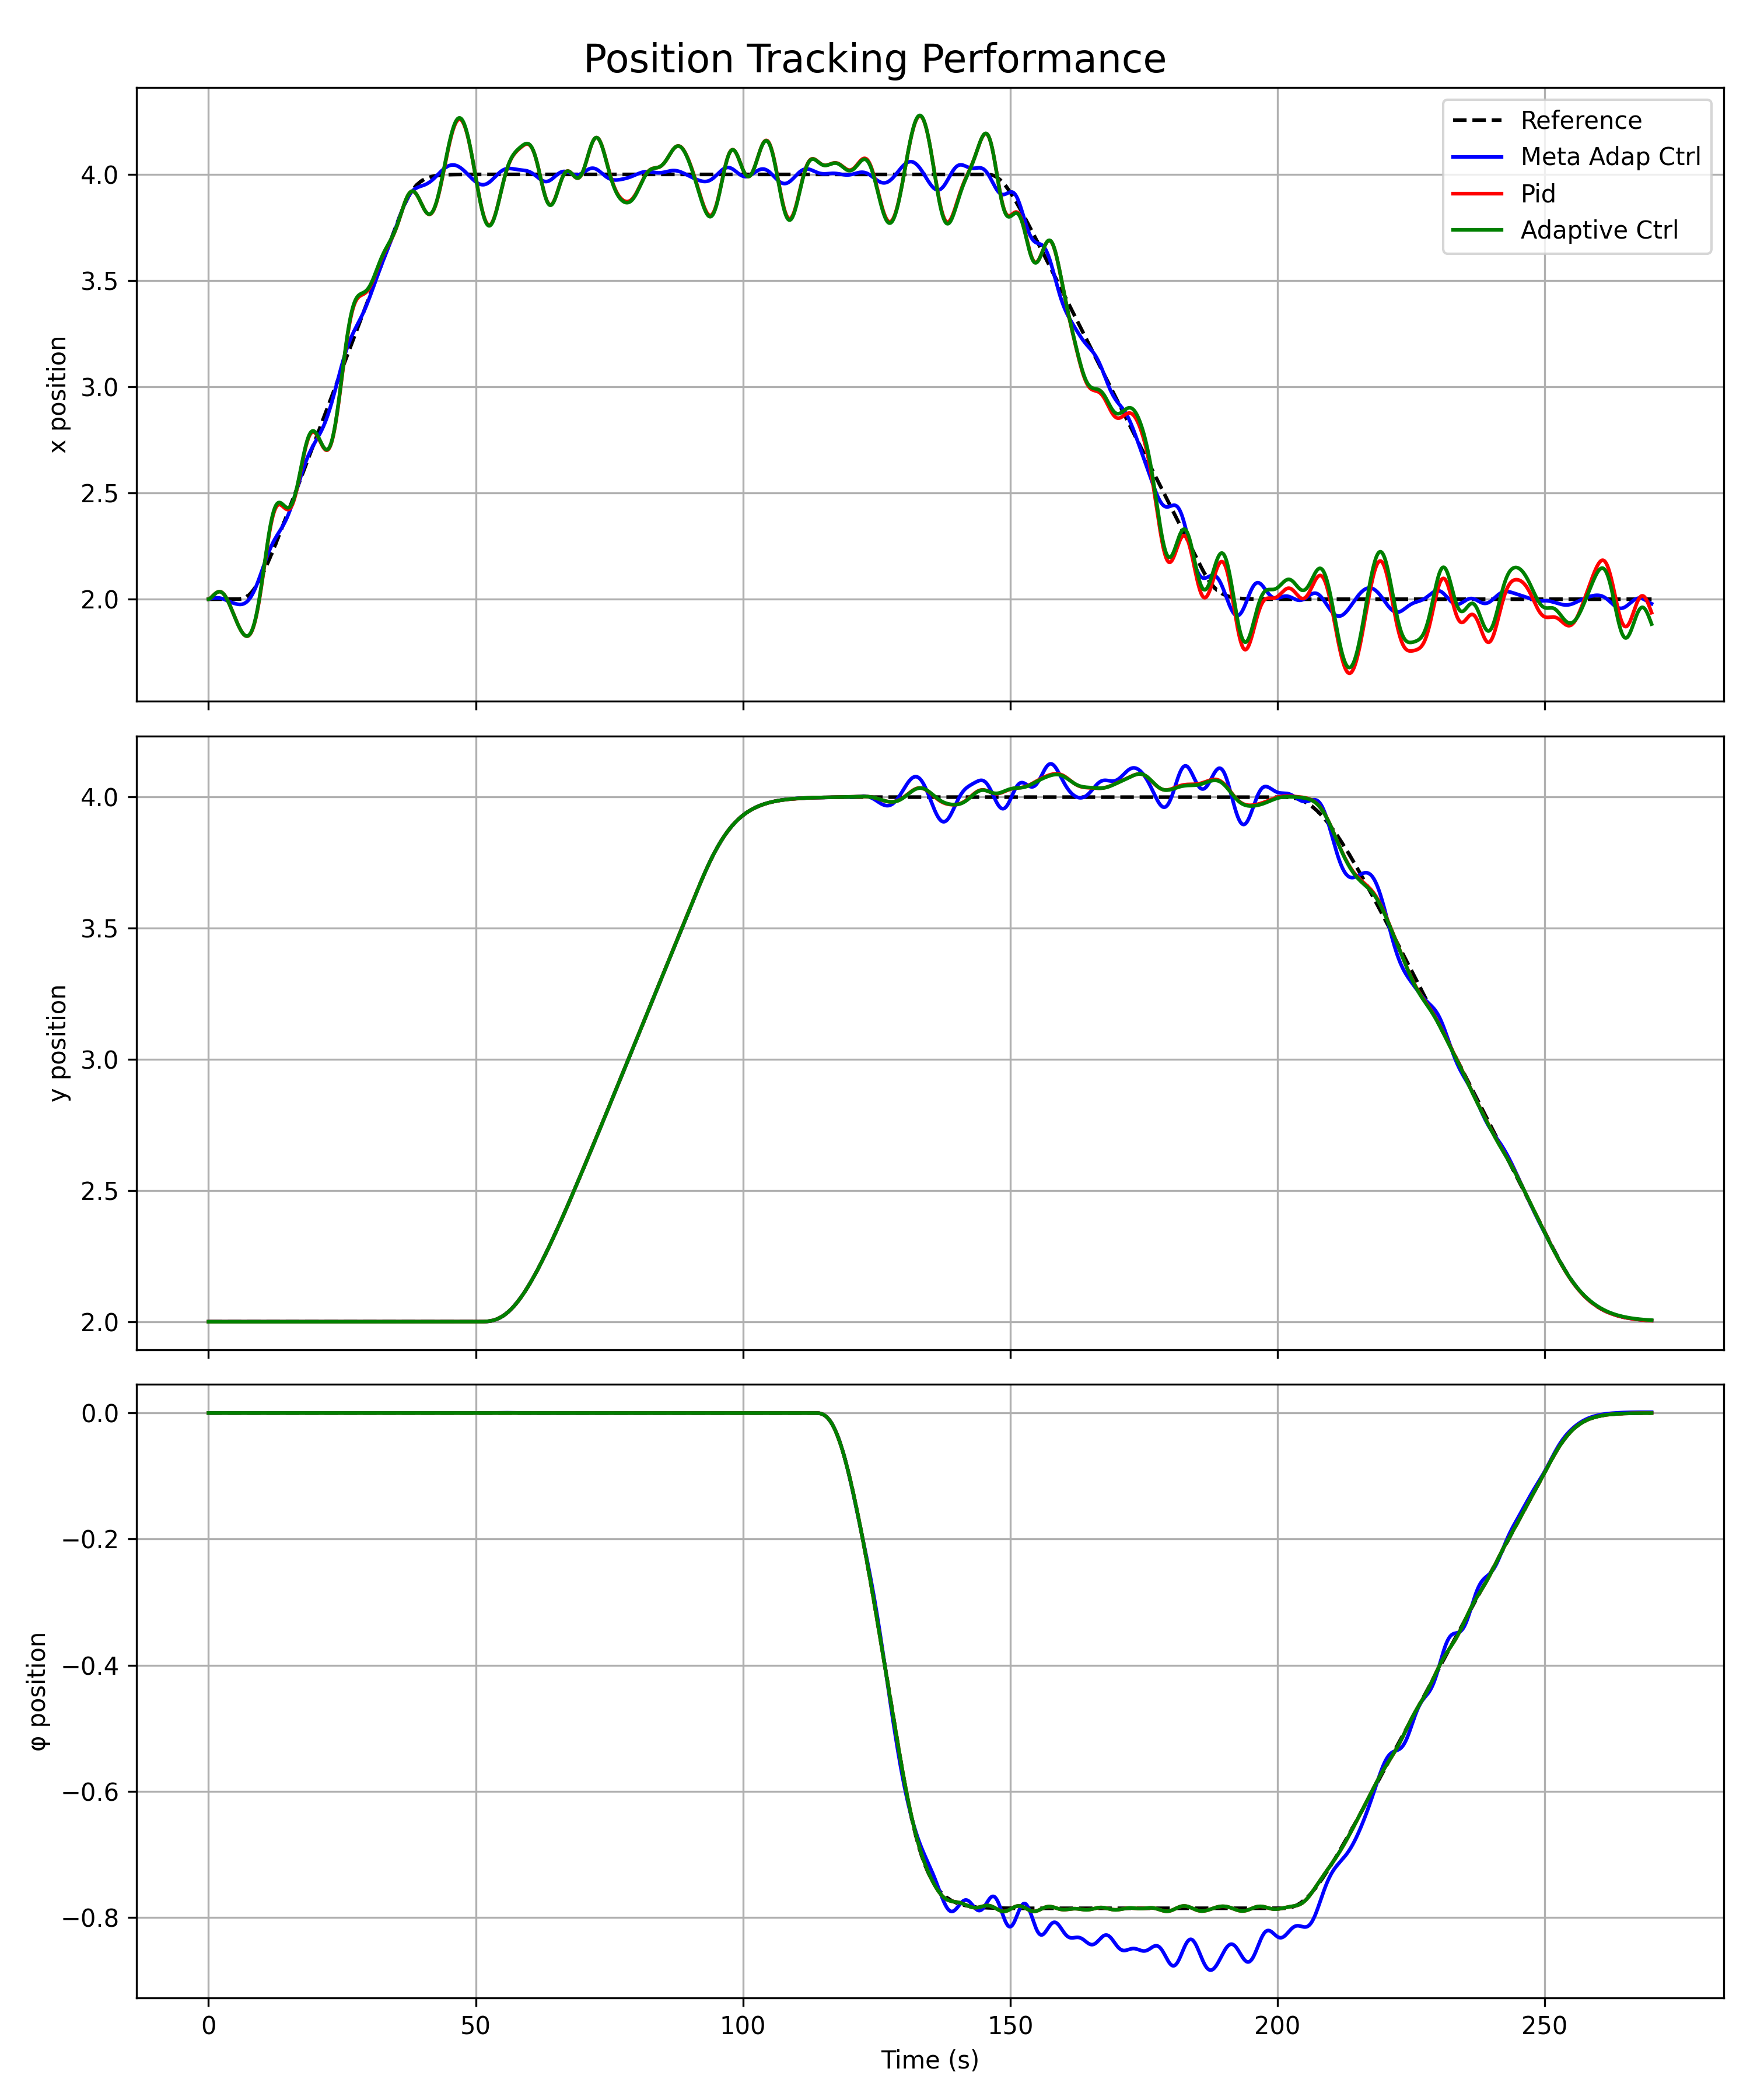 Position Tracking Performance
4.0
3.5
3.0
2.5
2.0
x position
Reference
Meta Adap Ctrl
Pid
Adaptive Ctrl
4.0
3.5
3.0
2.5
2.0
y position
0.0
−0.2
−0.4
−0.6
−0.8
φ position
0 50 100 150 200 250
Time (s)